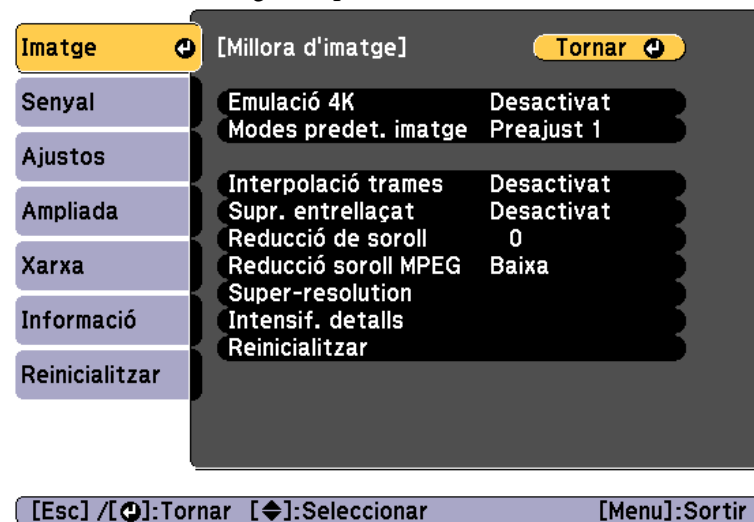 Imatge
[Millora d'imatge] Tornar
Senyal
Ajustos
Ampliada
Xarxa
Informació
Reinicialitzar
Emulació 4K Desactivat
Modes predet. imatge Preajust 1
Interpolació trames Desactivat
Supr. entrellaçat Desactivat
Reducció de soroll 0
Reducció soroll MPEG Baixa
Super-resolution
Intensif. detalls
Reinicialitzar
[Esc] /[]:Tornar []:Seleccionar [Menu]:Sortir